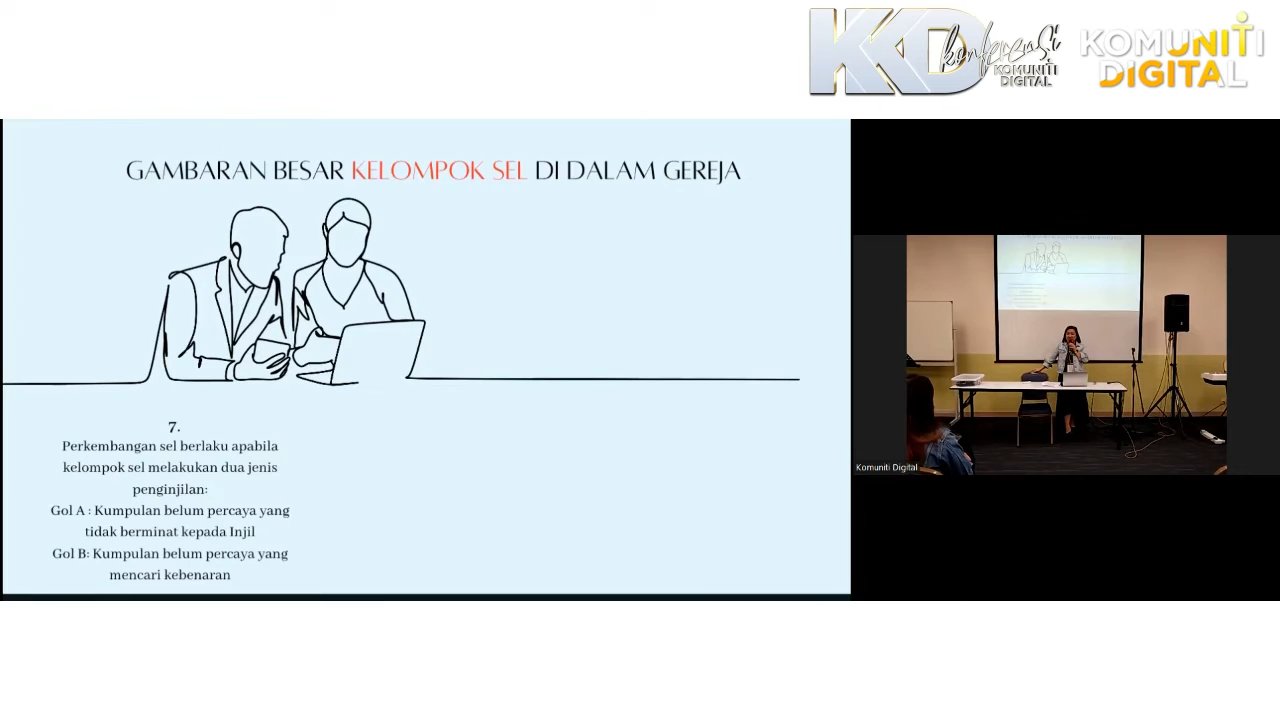 KD konferensi
KOMUNITI
DIGITAL
KOMUNITI
DIGITAL
GAMBARAN BESAR KELOMPOK SEL DI DALAM GEREJA
7.
Perkembangan sel berlaku apabila
kelompok sel melakukan dua jenis
penginjilan:
Gol A : Kumpulan belum percaya yang
tidak berminat kepada Injil
Gol B: Kumpulan belum percaya yang
mencari kebenaran
Komuniti Digital